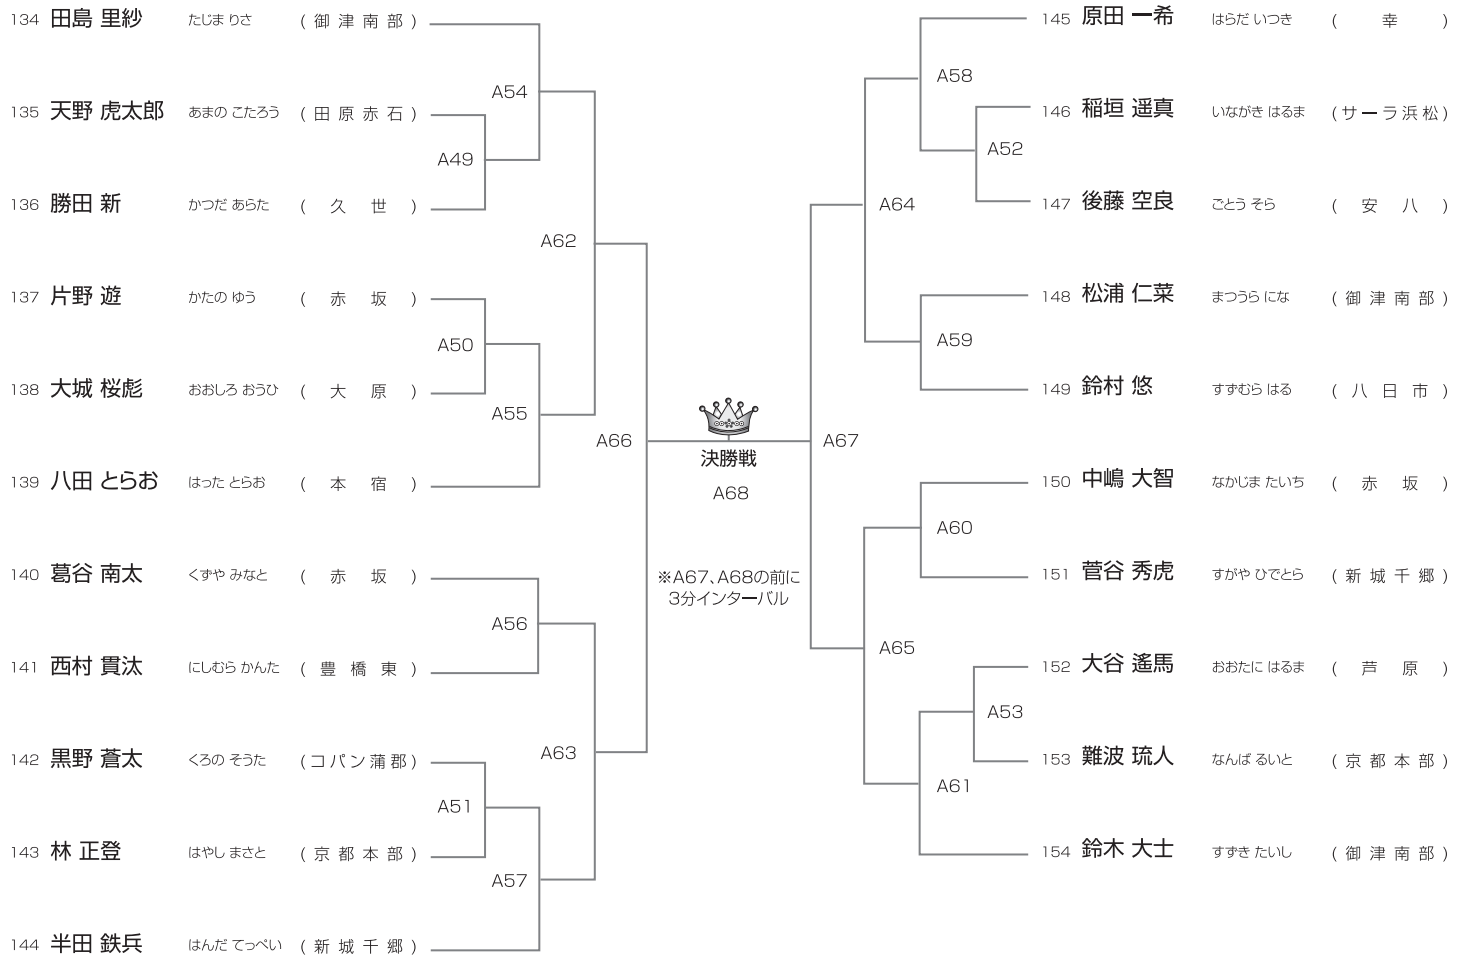 134 田島 里紗 たじま りさ (御津南部)
A54
135 天野 虎太郎 あまの こたろう (田原赤石)
A49
136 勝田 新 かつだ あらた (久世)
A62
137 片野 遊 かたの ゆう (赤坂)
A50
138 大城 桜彪 おおしろ おうひ (大原)
A55
A66
139 八田 とらお はった とらお (本宿)
140 葛谷 南太 くずや みなと (赤坂)
A56
141 西村 貫汰 にしむら かんた (豊橋東)
A63
142 黒野 蒼太 くろの そうた (コパン蒲郡)
A51
143 林 正登 はやし まさと (京都本部)
A57
144 半田 鉄兵 はんだ てっぺい (新城千郷)
決勝戦
A68
※A67、A68の前に
3分インターバル
145 原田 一希 はらだ いつき (幸)
A58
146 稲垣 遥真 いながき はるま (サーラ浜松)
A52
147 後藤 空良 ごとう そら (安八)
A64
148 松浦 仁菜 まつうら にな (御津南部)
A59
149 鈴村 悠 すずむら はる (八日市)
A67
150 中嶋 大智 なかじま たいち (赤坂)
A60
151 菅谷 秀虎 すがや ひでとら (新城千郷)
A65
152 大谷 遙馬 おおたに はるま (芦原)
A53
153 難波 琉人 なんば るいと (京都本部)
A61
154 鈴木 大士 すずき たいし (御津南部)